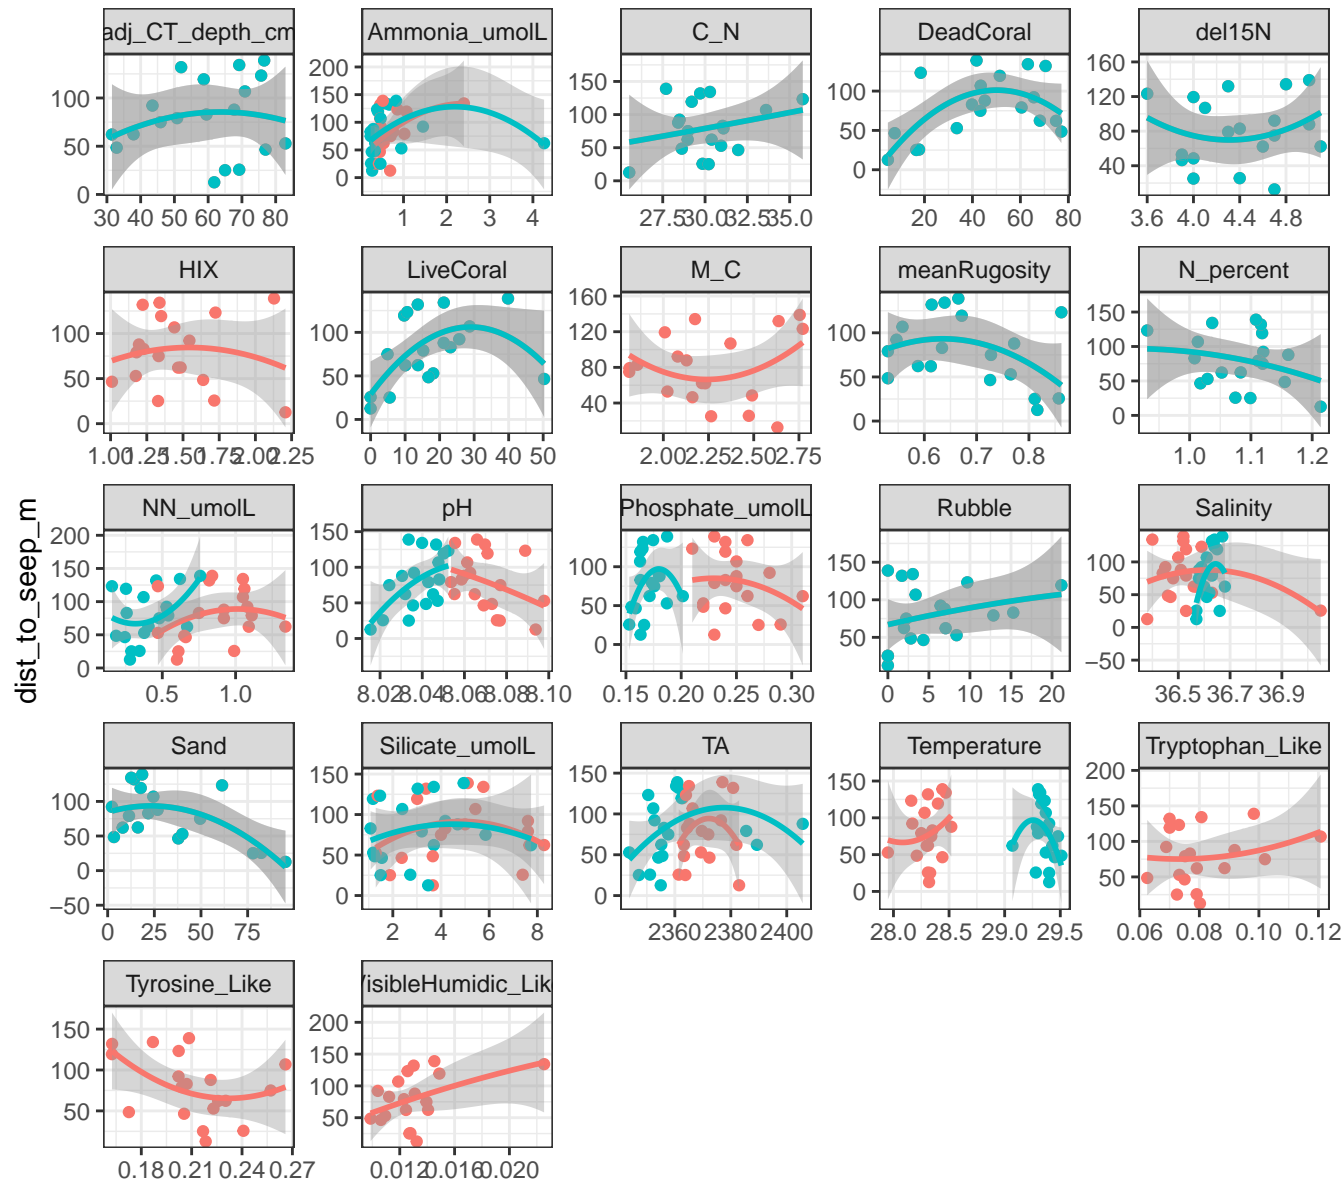 adj_CT_depth_cm Ammonia_umolL C_N DeadCoral del15N
0 50 100
30 40 50 60 70 80
0 50 100 150 200
1 2 3 4
0 50 100 150
27.5 30.0 32.5 35.0
0 50 100
20 40 60 80
40 80 120 160
3.6 4.0 4.4 4.8
HIX LiveCoral M_C meanRugosity N_percent
0 50 100
1.00 1.25 1.50 1.75 2.00 2.25
0 50 100
0 10 20 30 40 50
40 80 120 160
2.00 2.25 2.50 2.75
0 50 100
0.6 0.7 0.8
0 50 100 150
1.0 1.1 1.2
dist_to_seep_m
NN_umolL pH Phosphate_umolL Rubble Salinity
0 50 100 150 200
0.5 1.0
0 50 100 150
8.02 8.04 8.06 8.08 8.10
0 50 100
0.15 0.20 0.25 0.30
50 100 150
0 5 10 15 20
−50 0 50 100
36.5 36.7 36.9
Sand Silicate_umolL TA Temperature Tryptophan_Like
−50 0 50 100
0 25 50 75
0 50 100 150
2 4 6 8
0 50 100 150
2360 2380 2400
0 50 100 150
28.0 28.5 29.0 29.5
50 100 150 200
0.06 0.08 0.10 0.12
Tyrosine_Like VisibleHumidic_Lik
50 100 150
0.18 0.21 0.24 0.27
50 100 150 200
0.012 0.016 0.020